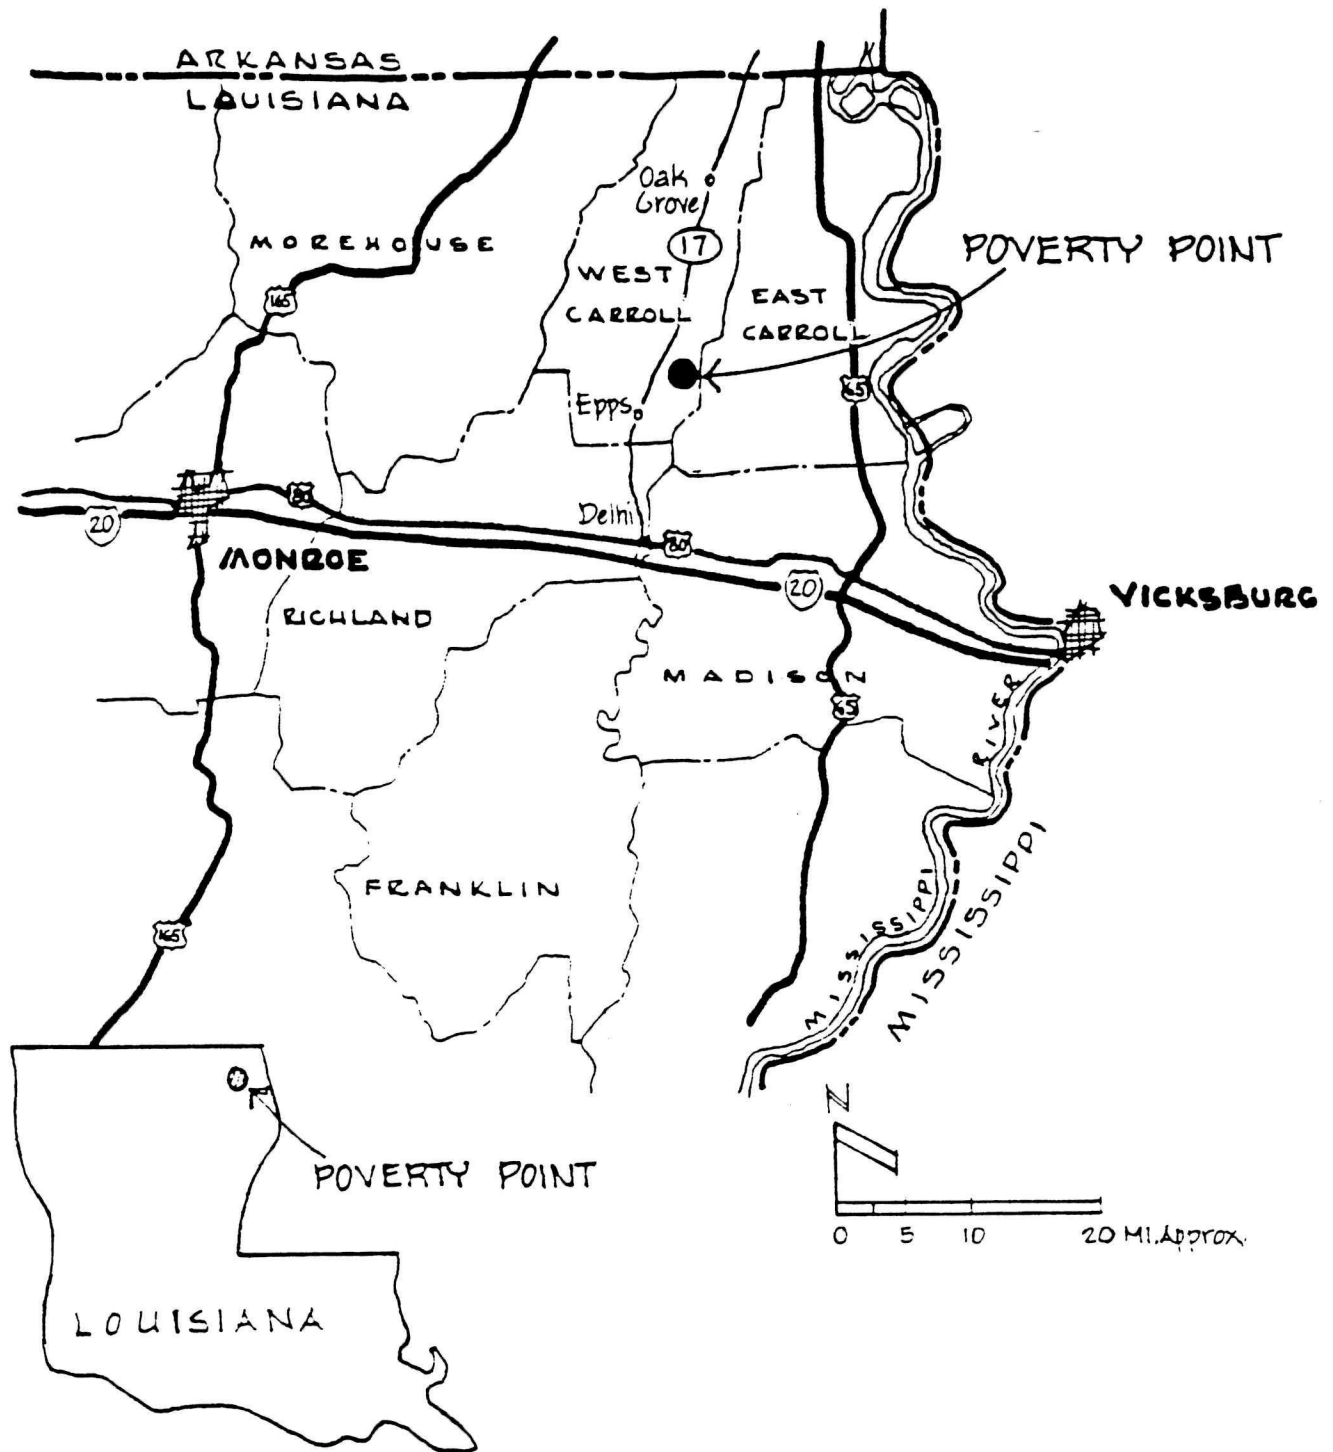 ARKANSAS
LOUISIANA
Oak
Grove
MOREHOUSE
17
POVERTY POINT
WEST
CARROLL
EAST
CARROLL
165
65
Epps
80
20
Delhi
80
MONROE
20
VICKSBURG
RICHLAND
MADISON
65
RIVER
MISSISSIPPI
MISSISSIPPI
FRANKLIN
165
N
POVERTY POINT
0 5 10 20 MI. Approx.
LOUISIANA